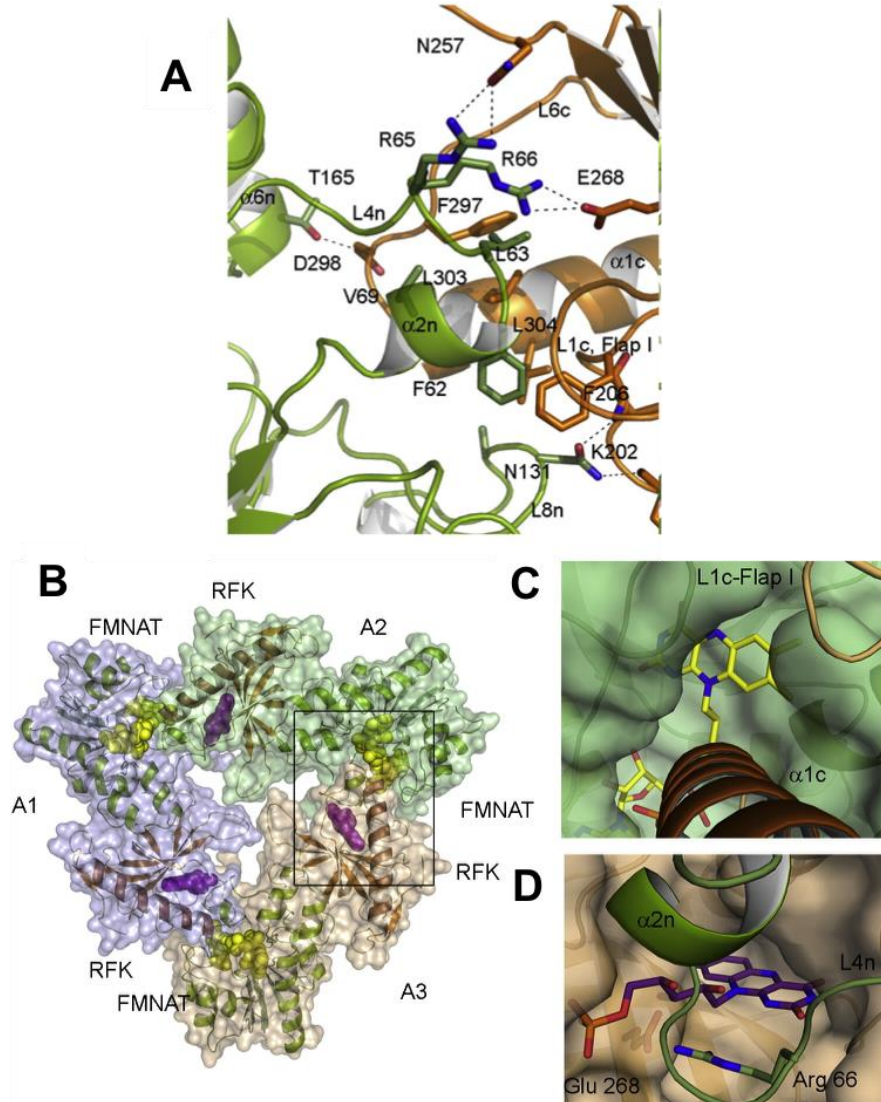 A
N257
L6c
R65
R66
T165
E268
α6n
L4n
F297
D298
L63
α1c
V69
L303
α2n
L304
L1c, Flap I
F62
F206
K202
N131
L8n
B
RFK
FMNAT
A2
A1
FMNAT
RFK
RFK
FMNAT
A3
C
L1c-Flap I
α1c
D
α2n
L4n
Glu 268
Arg 66